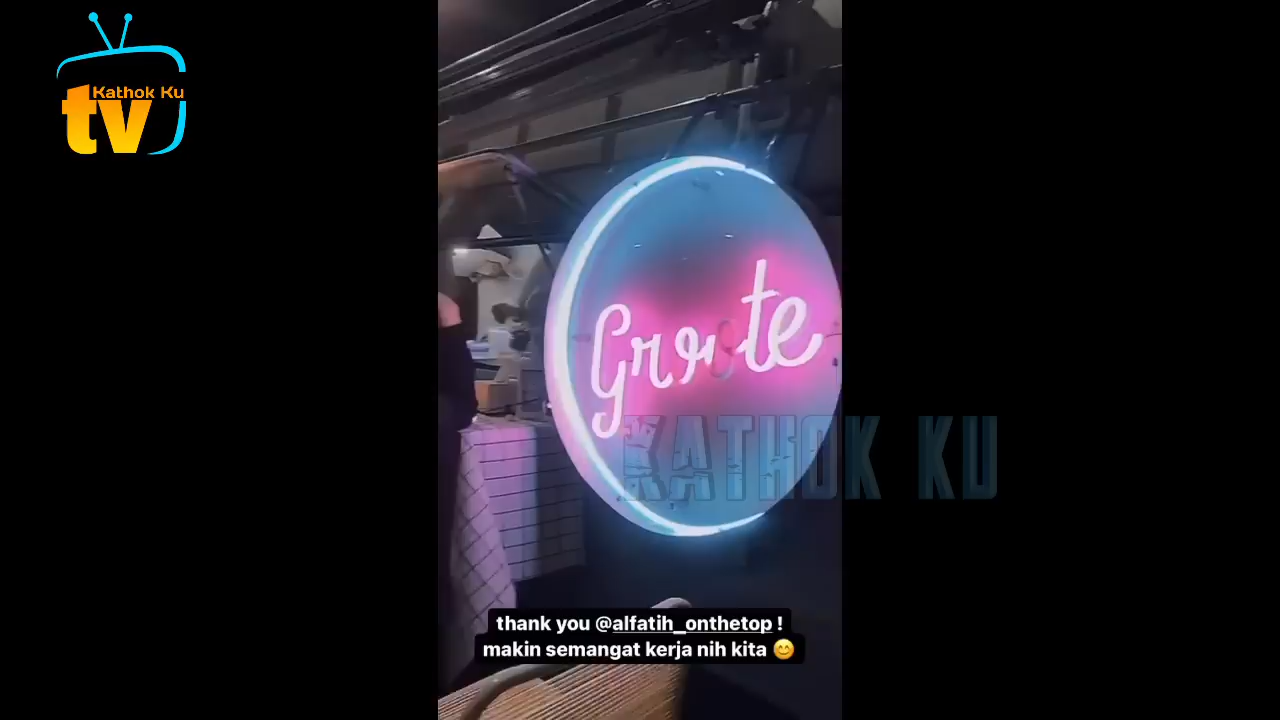 Kathok Ku
tv
KATHOK KU
thank you @alfatih_onthetop !
makin semangat kerja nih kita 😊